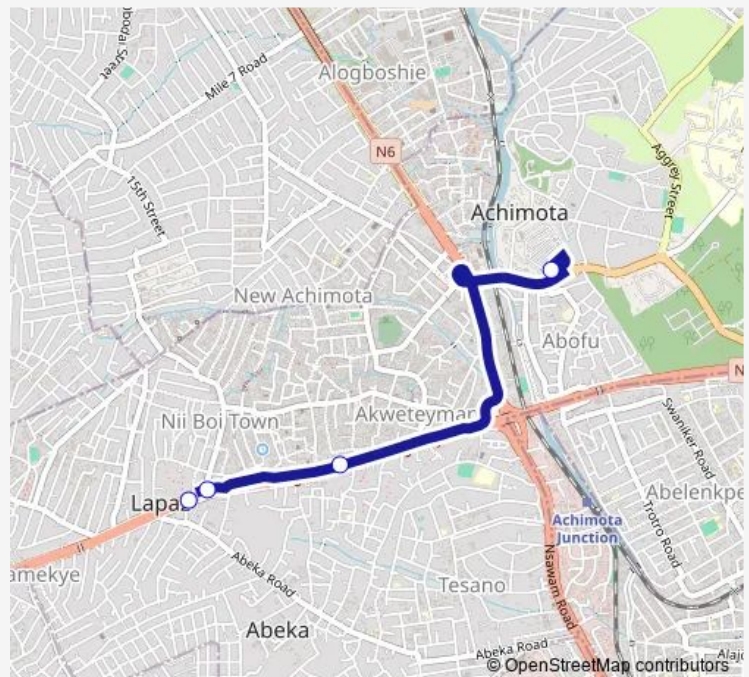 Mile 7 Road
Alogboshie
N6
15th Street
Achimota
Aggrey Street
New Achimota
Abofu
Nii Boi Town
Akweteyman
Swaniker Road
Lapaz
Abelenkpe
Achimota
Junction
Trotro Road
Abeka Road
Nsawam Road
Tesano
Abeka
Abeka Road
© OpenStreetMap contributors